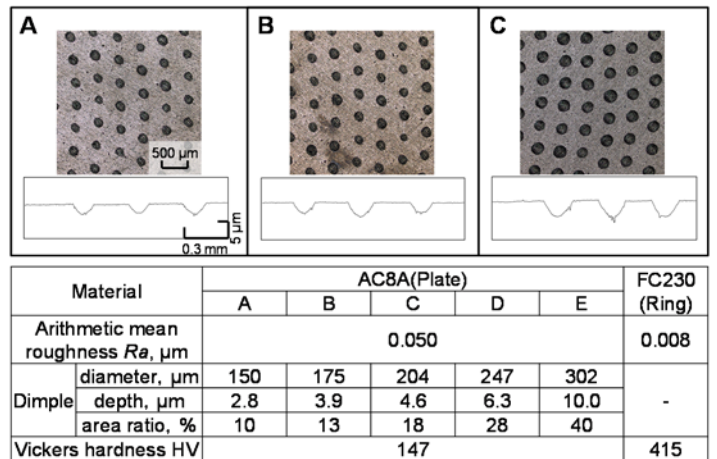 A B C
500 μm
5 μm
0.3 mm
Material AC8A(Plate) FC230 (Ring)
A B C D E
Arithmetic mean roughness Ra, μm 0.050 0.008
Dimple diameter, μm 150 175 204 247 302 -
depth, μm 2.8 3.9 4.6 6.3 10.0
area ratio, % 10 13 18 28 40
Vickers hardness HV 147 415